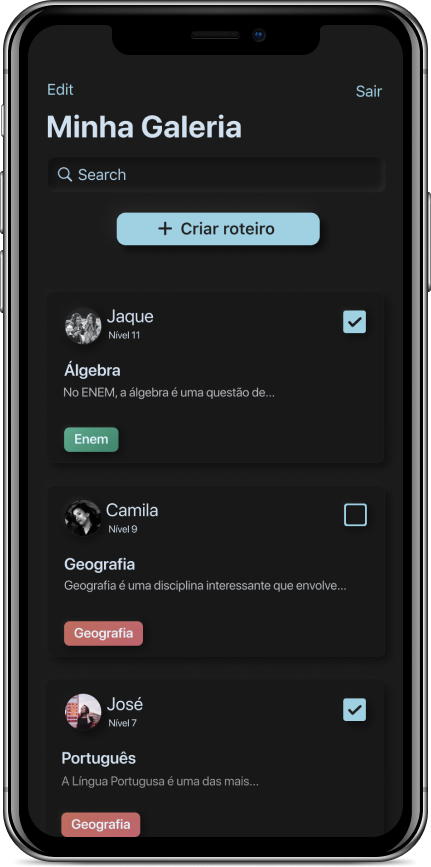 Edit
Sair
Minha Galeria
Search
+ Criar roteiro
Jaque
Nível 11
Álgebra
No ENEM, a álgebra é uma questão de...
Enem
Camila
Nível 9
Geografia
Geografia é uma disciplina interessante que envolve...
Geografia
José
Nível 7
Português
A Língua Portugusa é uma das mais...
Geografia